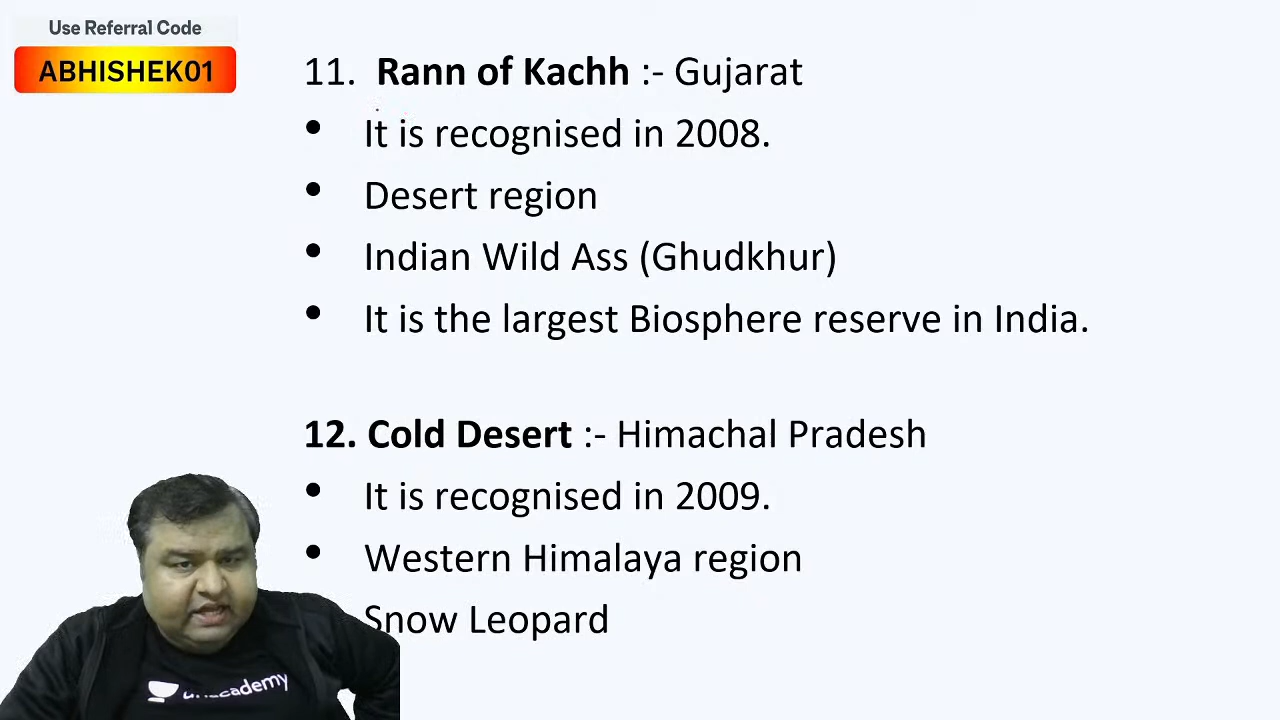 Use Referral Code
ABHISHEK01
11. Rann of Kachh :- Gujarat
• It is recognised in 2008.
• Desert region
• Indian Wild Ass (Ghudkhur)
• It is the largest Biosphere reserve in India.
12. Cold Desert :- Himachal Pradesh
• It is recognised in 2009.
• Western Himalaya region
Snow Leopard
unacademy